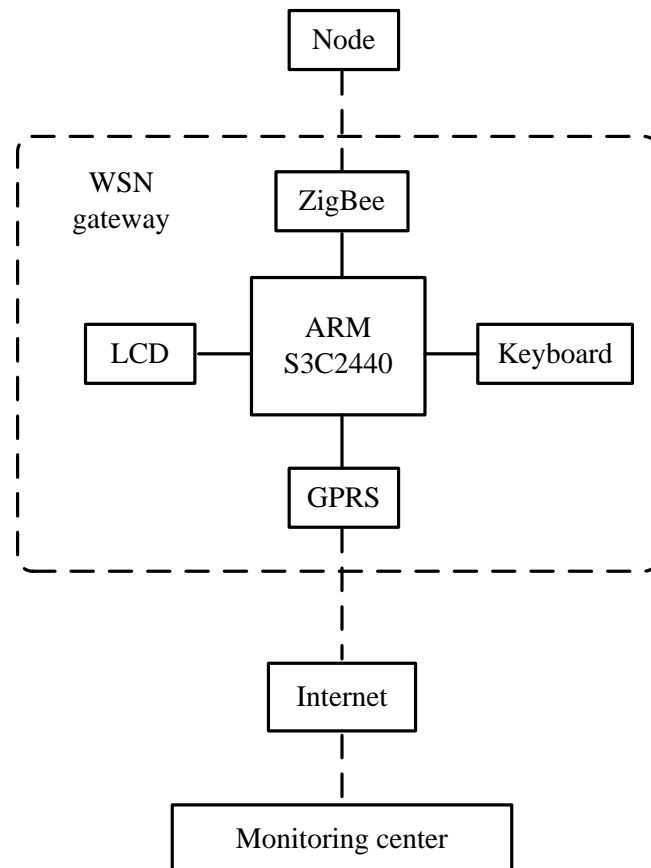 Node
WSN
gateway
ZigBee
ARM
S3C2440
LCD
Keyboard
GPRS
Internet
Monitoring center